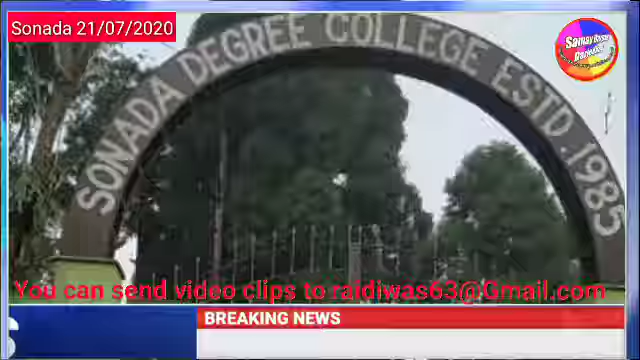 Sonada 21/07/2020
SONADA DEGREE COLLEGE ESTD. 1985
You can send video clips to raidiwas63@Gmail.com
BREAKING NEWS
S